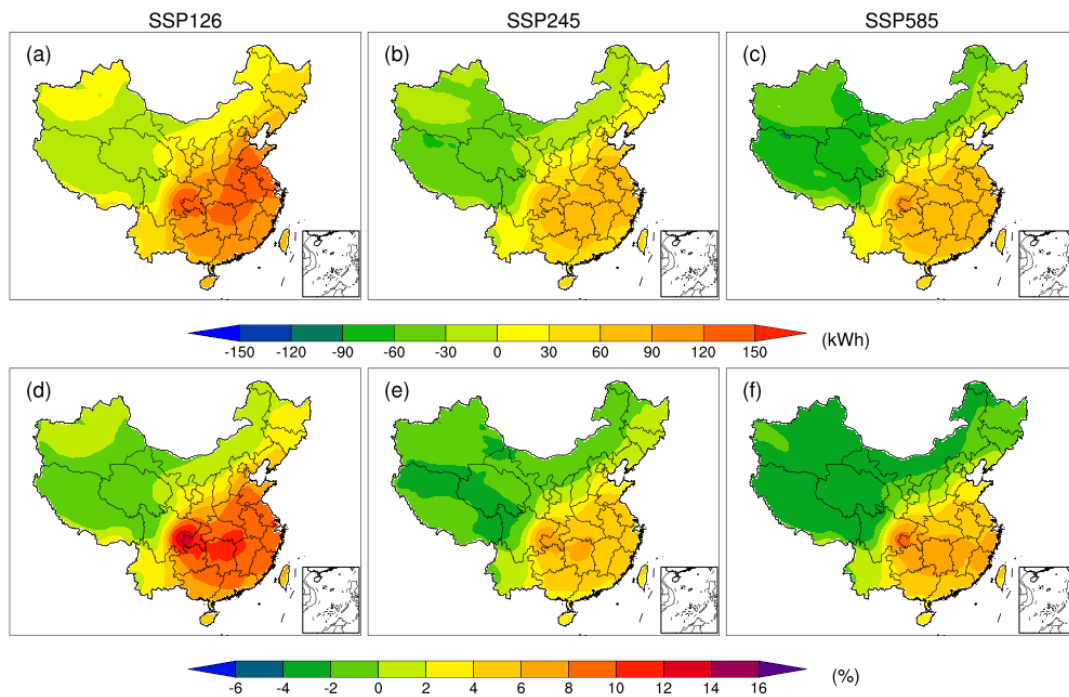 SSP126 SSP245 SSP585
(a) (b) (c)
-150 -120 -90 -60 -30 0 30 60 90 120 150 (kWh)
(d) (e) (f)
-6 -4 -2 0 2 4 6 8 10 12 14 16 (%)